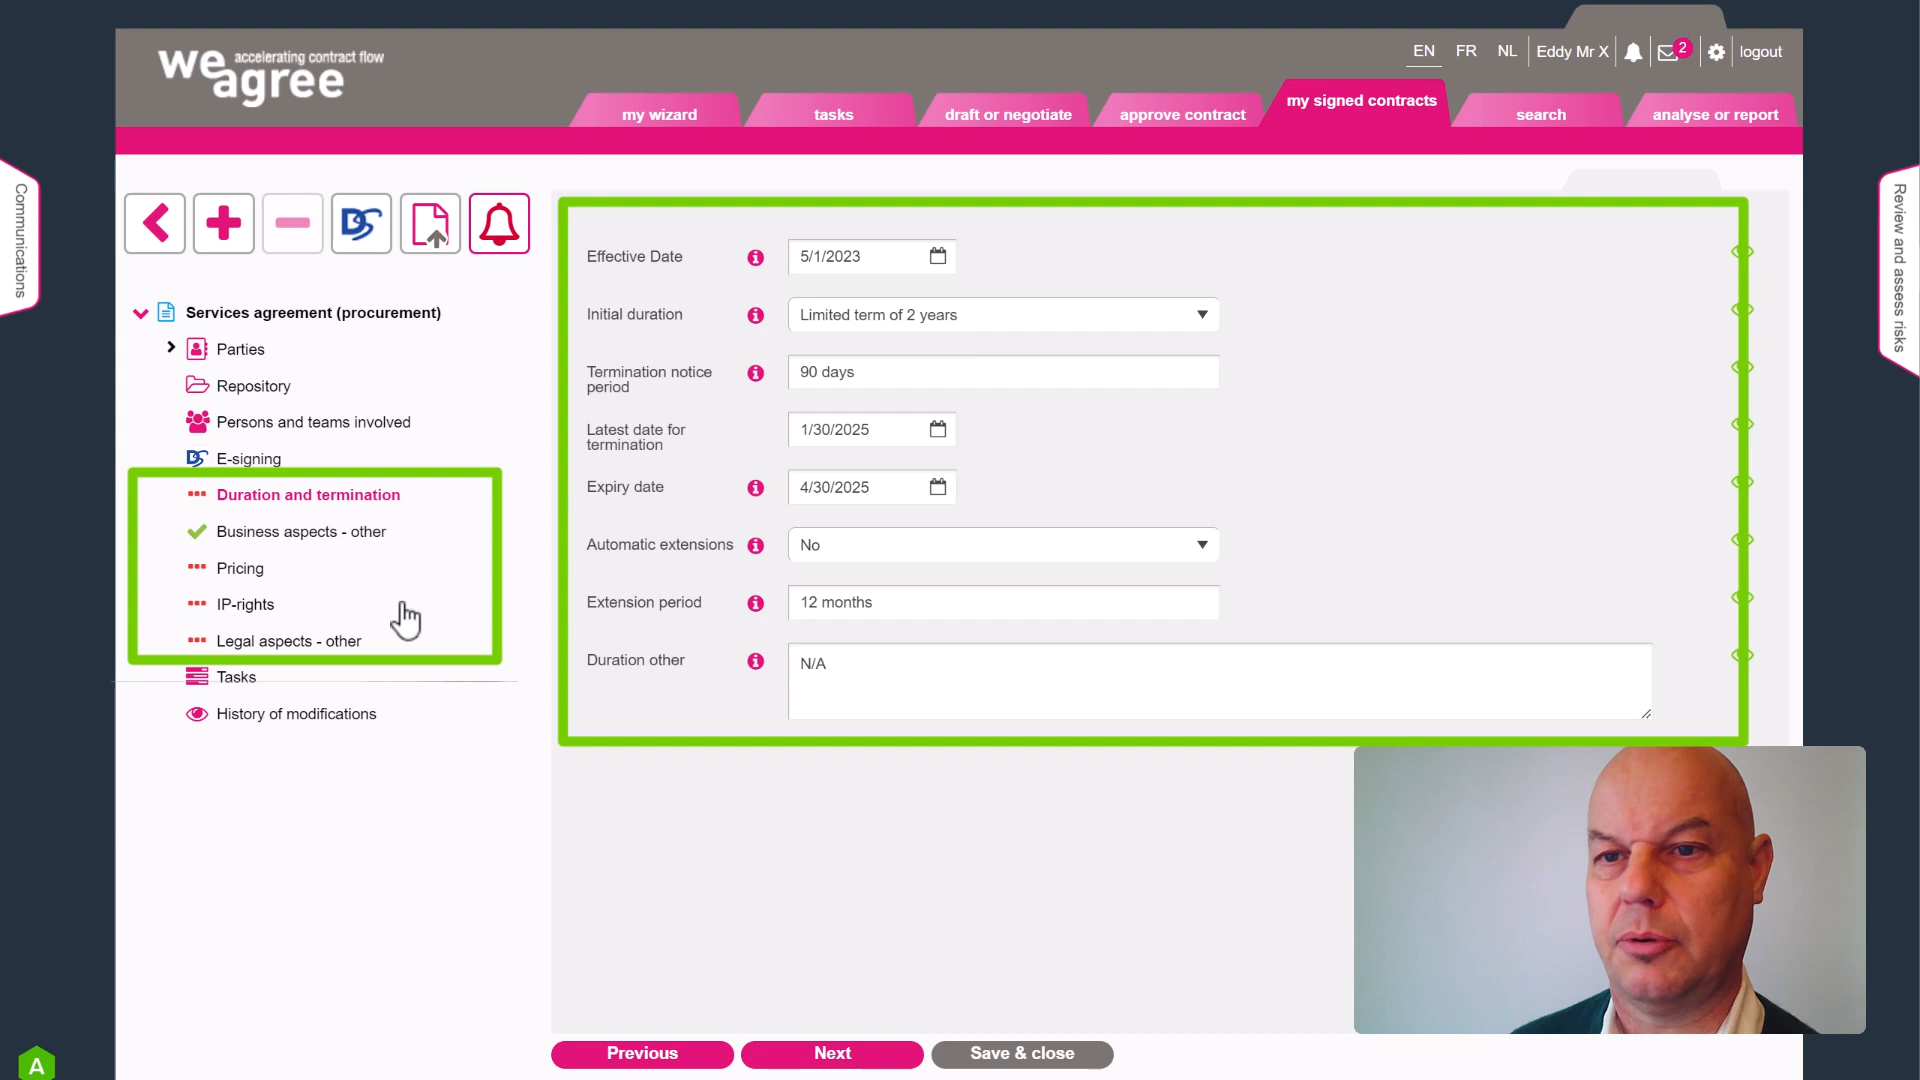 we accelerating contract flow
agree
EN FR NL Eddy Mr X 2 logout
my wizard
tasks
draft or negotiate
approve contract
my signed contracts
search
analyse or report
Communications
Review and assess risks
DS
Services agreement (procurement)
Parties
Repository
Persons and teams involved
DS E-signing
Duration and termination
Business aspects - other
Pricing
IP-rights
Legal aspects - other
Tasks
History of modifications
Effective Date 5/1/2023
Initial duration Limited term of 2 years
Termination notice
period
90 days
Latest date for
termination
1/30/2025
Expiry date 4/30/2025
Automatic extensions No
Extension period 12 months
Duration other N/A
Previous
Next
Save & close
A